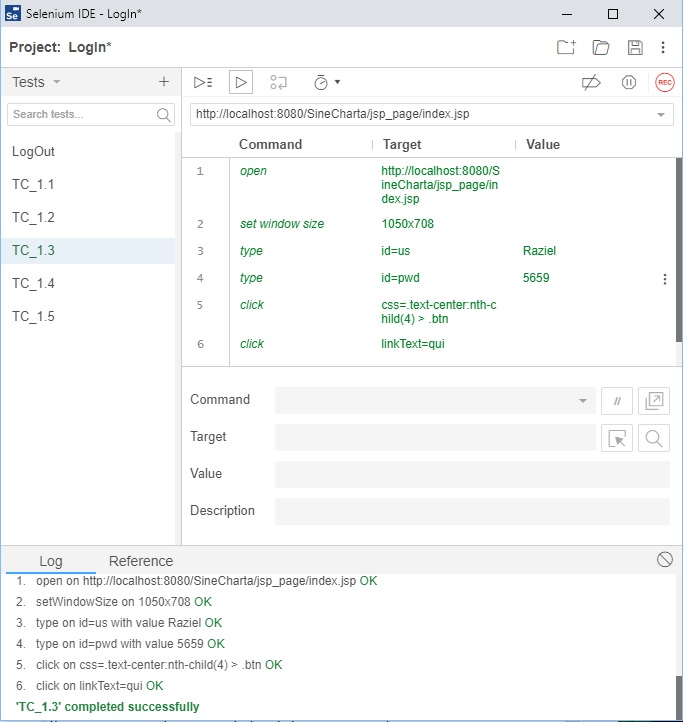 Selenium IDE - LogIn*
Project: LogIn*
Tests
Search tests...
LogOut
TC_1.1
TC_1.2
TC_1.3
TC_1.4
TC_1.5
REC
http://localhost:8080/SineCharta/jsp_page/index.jsp
Command Target Value
1 open http://localhost:8080/S
ineCharta/jsp_page/in
dex.jsp
2 set window size 1050x708
3 type id=us Raziel
4 type id=pwd 5659
5 click css=.text-center:nth-c
hild(4) > .btn
6 click linkText=qui
Command //
Target
Value
Description
Log Reference
1. open on http://localhost:8080/SineCharta/jsp_page/index.jsp OK
2. setWindowSize on 1050x708 OK
3. type on id=us with value Raziel OK
4. type on id=pwd with value 5659 OK
5. click on css=.text-center:nth-child(4) > .btn OK
6. click on linkText=qui OK
'TC_1.3' completed successfully